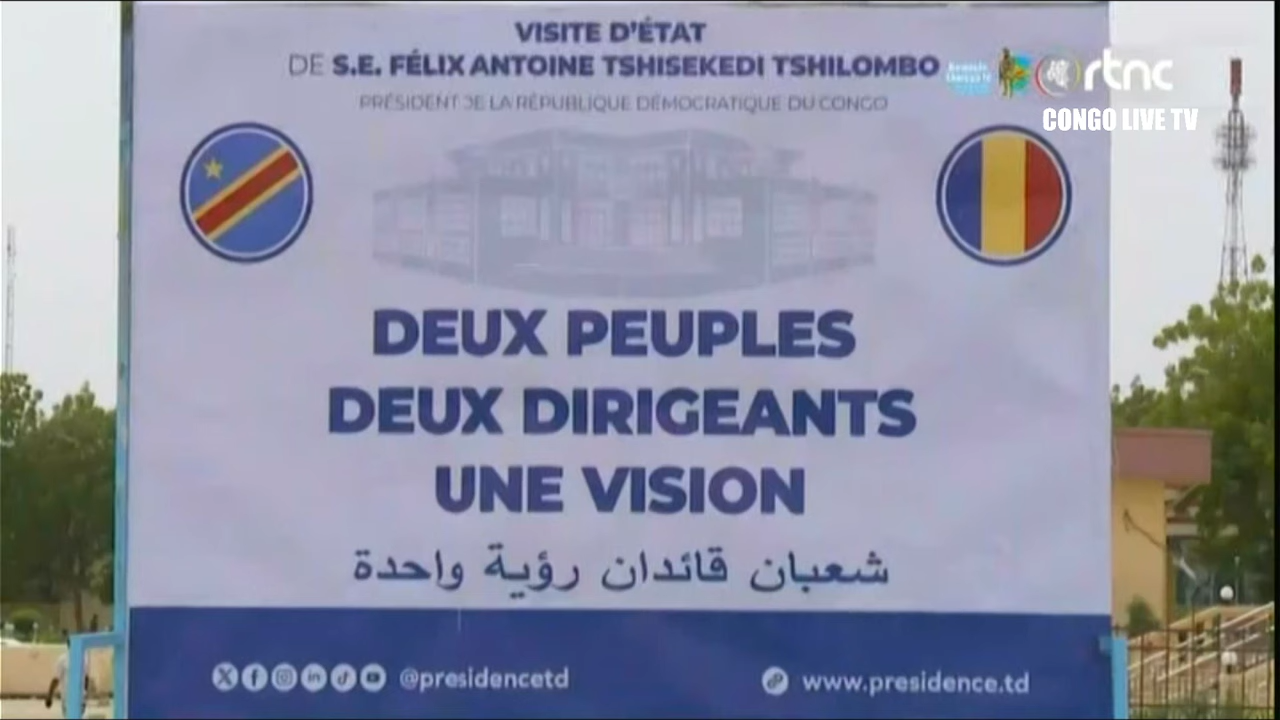 VISITE D'ÉTAT
DE S.E. FÉLIX ANTOINE TSHISEKEDI TSHILOMBO
PRÉSIDENT DE LA RÉPUBLIQUE DÉMOCRATIQUE DU CONGO
rtnc
CONGO LIVE TV
DEUX PEUPLES
DEUX DIRIGEANTS
UNE VISION
شعبان قائدان رؤية واحدة
@presidencetd
www.presidence.td